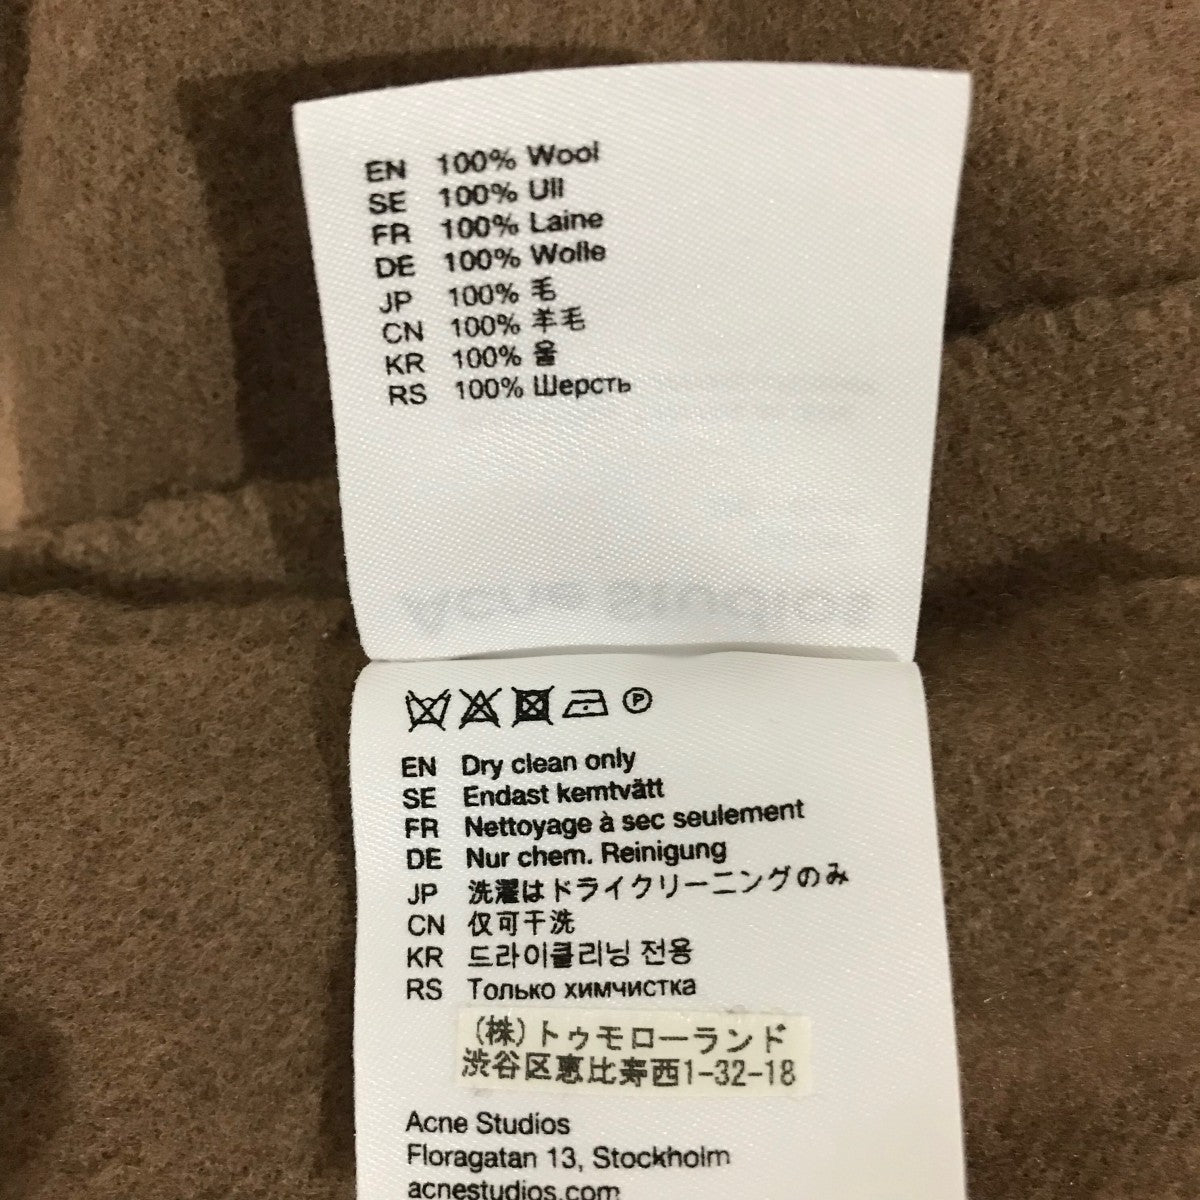 EN 100% Wool
SE 100% Ull
FR 100% Laine
DE 100% Wolle
JP 100% 毛
CN 100% 羊毛
KR 100% 울
RS 100% Шерсть
P
EN Dry clean only
SE Endast kemtvätt
FR Nettoyage à sec seulement
DE Nur chem. Reinigung
JP 洗濯はドライクリーニングのみ
CN 仅可干洗
KR 드라이클리닝 전용
RS Только химчистка
(株)トゥモローランド
渋谷区恵比寿西1-32-18
Acne Studios
Floragatan 13, Stockholm
acnestudios.com